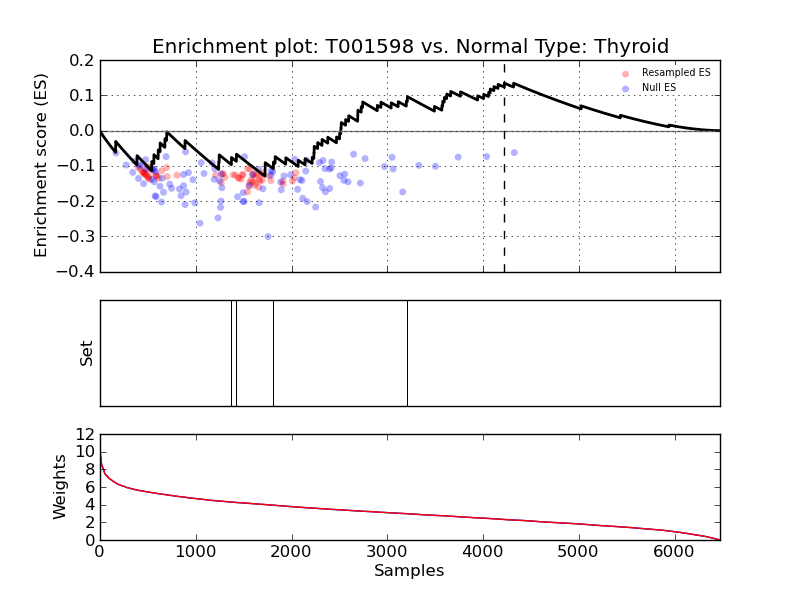 Enrichment plot: T001598 vs. Normal Type: Thyroid
0.2
0.1
0.0
−0.1
−0.2
−0.3
−0.4
Enrichment score (ES)
Resampled ES
Null ES
Set
12
10
8
6
4
2
0
Weights
0 1000 2000 3000 4000 5000 6000
Samples